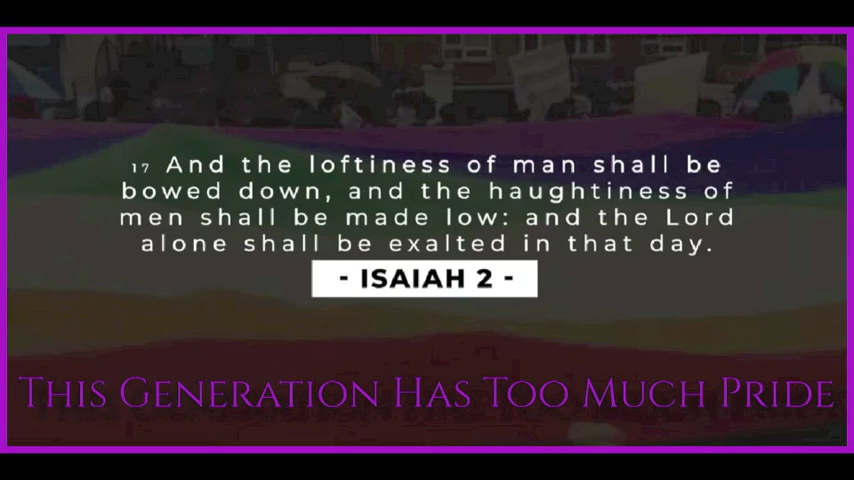 17 And the loftiness of man shall be
bowed down, and the haughtiness of
men shall be made low: and the Lord
alone shall be exalted in that day.
- ISAIAH 2 -
This Generation Has Too Much Pride